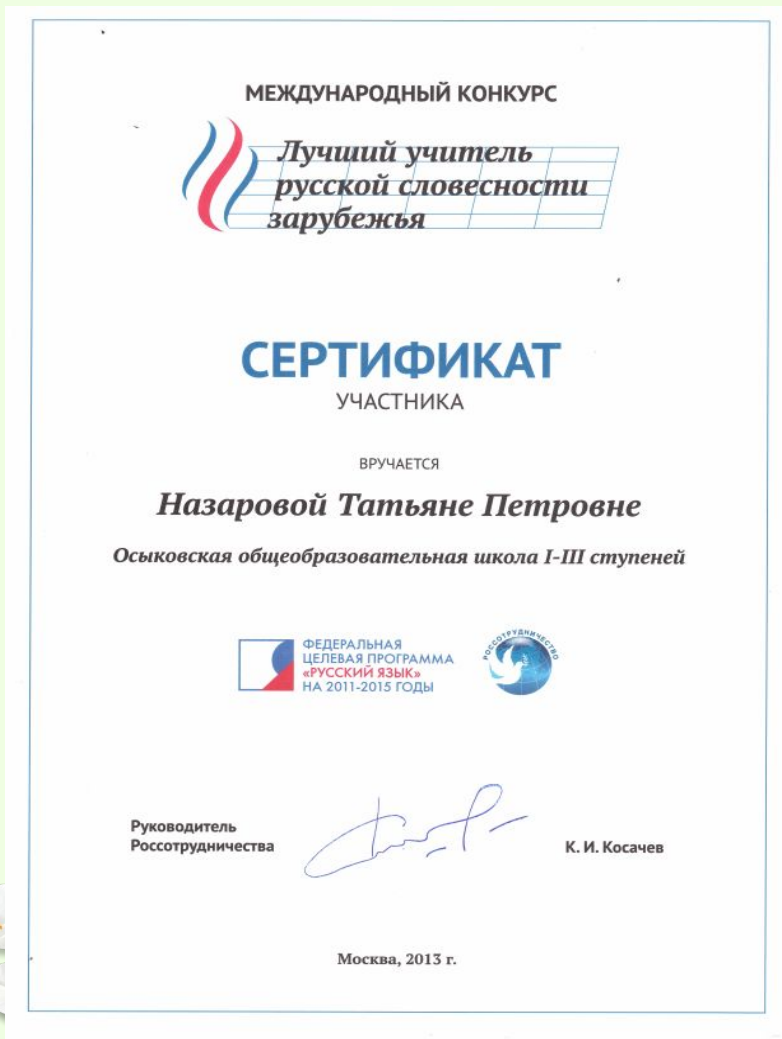 МЕЖДУНАРОДНЫЙ КОНКУРС
Лучший учитель
русской словесности
зарубежья
СЕРТИФИКАТ
УЧАСТНИКА
ВРУЧАЕТСЯ
Назаровой Татьяне Петровне
Осыковская общеобразовательная школа I-III ступеней
ФЕДЕРАЛЬНАЯ
ЦЕЛЕВАЯ ПРОГРАММА
«РУССКИЙ ЯЗЫК»
НА 2011-2015 ГОДЫ
РОССОТРУДНИЧЕСТВО
Руководитель
Россотрудничества
К. И. Косачев
Москва, 2013 г.